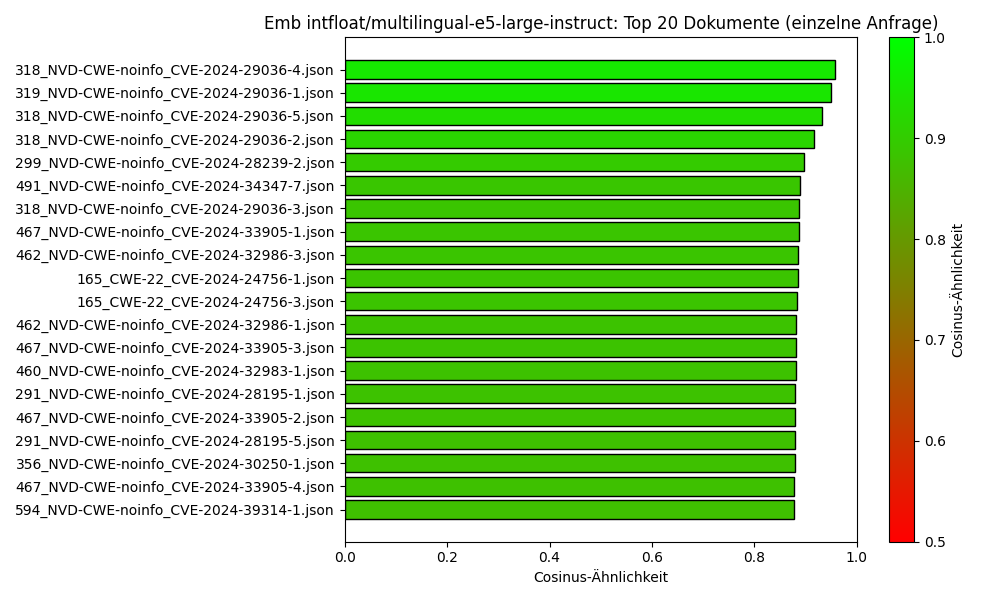 Emb intfloat/multilingual-e5-large-instruct: Top 20 Dokumente (einzelne Anfrage)
318_NVD-CWE-noinfo_CVE-2024-29036-4.json
319_NVD-CWE-noinfo_CVE-2024-29036-1.json
318_NVD-CWE-noinfo_CVE-2024-29036-5.json
318_NVD-CWE-noinfo_CVE-2024-29036-2.json
299_NVD-CWE-noinfo_CVE-2024-28239-2.json
491_NVD-CWE-noinfo_CVE-2024-34347-7.json
318_NVD-CWE-noinfo_CVE-2024-29036-3.json
467_NVD-CWE-noinfo_CVE-2024-33905-1.json
462_NVD-CWE-noinfo_CVE-2024-32986-3.json
165_CWE-22_CVE-2024-24756-1.json
165_CWE-22_CVE-2024-24756-3.json
462_NVD-CWE-noinfo_CVE-2024-32986-1.json
467_NVD-CWE-noinfo_CVE-2024-33905-3.json
460_NVD-CWE-noinfo_CVE-2024-32983-1.json
291_NVD-CWE-noinfo_CVE-2024-28195-1.json
467_NVD-CWE-noinfo_CVE-2024-33905-2.json
291_NVD-CWE-noinfo_CVE-2024-28195-5.json
356_NVD-CWE-noinfo_CVE-2024-30250-1.json
467_NVD-CWE-noinfo_CVE-2024-33905-4.json
594_NVD-CWE-noinfo_CVE-2024-39314-1.json
0.0 0.2 0.4 0.6 0.8 1.0
Cosinus-Ähnlichkeit
1.0
0.9
0.8
0.7
0.6
0.5
Cosinus-Ähnlichkeit